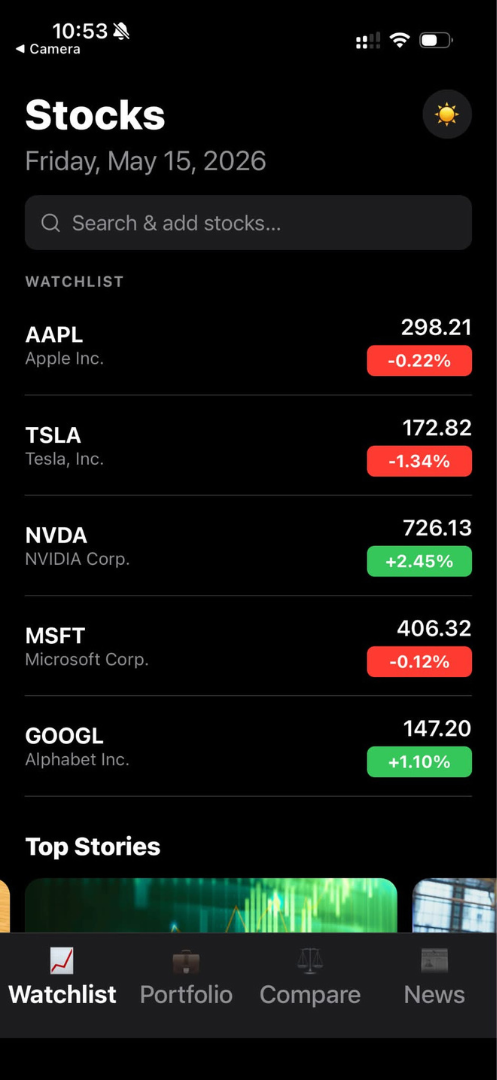 10:53
◀ Camera
Stocks
Friday, May 15, 2026
Search & add stocks...
WATCHLIST
AAPL
298.21
Apple Inc.
-0.22%
TSLA
172.82
Tesla, Inc.
-1.34%
NVDA
726.13
NVIDIA Corp.
+2.45%
MSFT
406.32
Microsoft Corp.
-0.12%
GOOGL
147.20
Alphabet Inc.
+1.10%
Top Stories
Watchlist
Portfolio
Compare
News